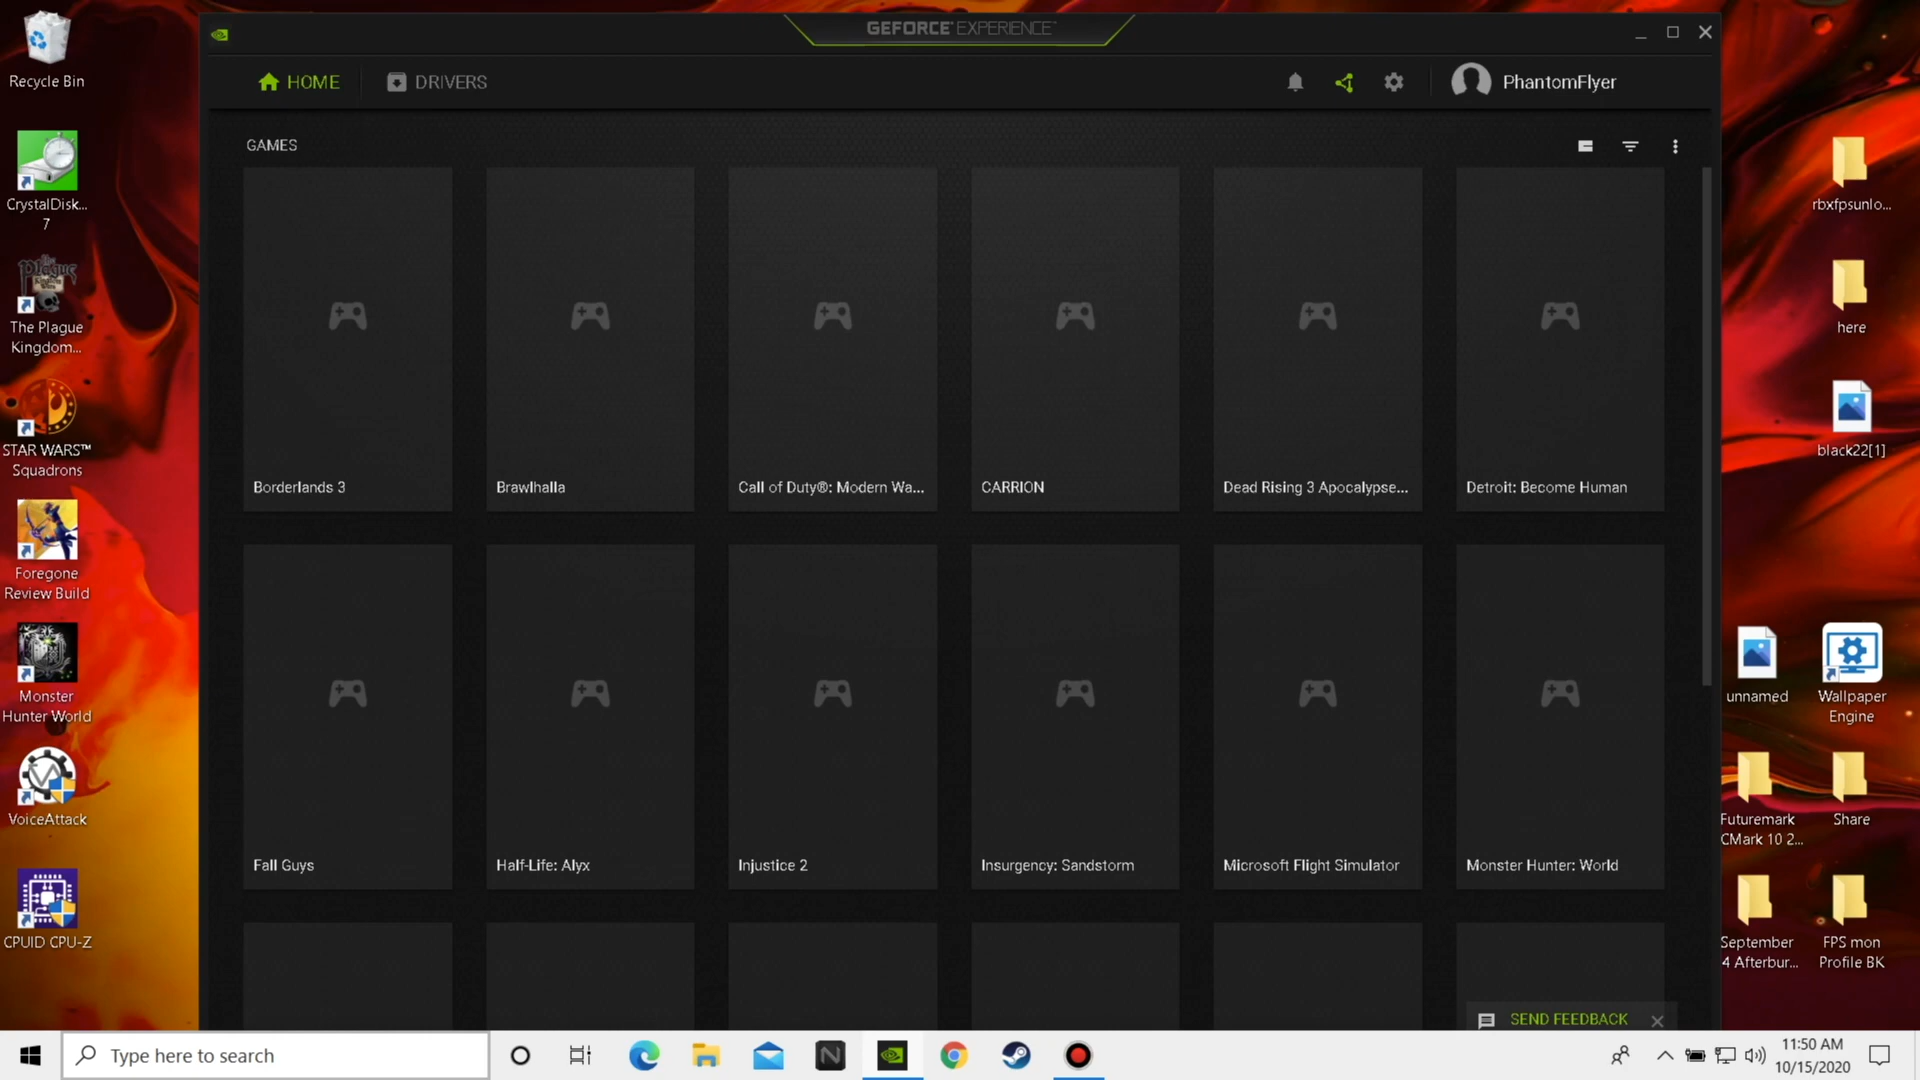 GEFORCE EXPERIENCE
HOME
DRIVERS
PhantomFlyer
GAMES
Borderlands 3
Brawlhalla
Call of Duty®: Modern Wa...
CARRION
Dead Rising 3 Apocalypse...
Detroit: Become Human
Fall Guys
Half-Life: Alyx
Injustice 2
Insurgency: Sandstorm
Microsoft Flight Simulator
Monster Hunter: World
SEND FEEDBACK
Recycle Bin
CrystalDisk...
7
The Plague
Kingdom...
STAR WARS™
Squadrons
Foregone
Review Build
Monster
Hunter World
VoiceAttack
CPUID CPU-Z
rbxfpsunlo...
here
black22[1]
unnamed
Wallpaper
Engine
Futuremark
CMark 10 2...
Share
September
4 Afterbur...
FPS mon
Profile BK
Type here to search
11:50 AM
10/15/2020